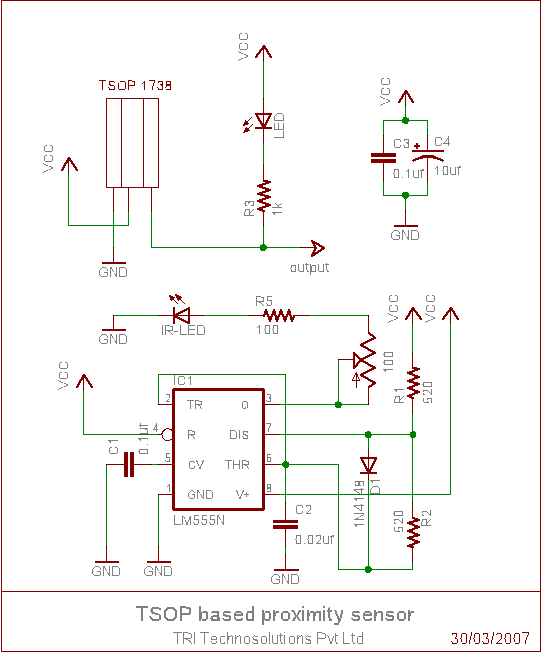 TSOP 1738
VCC
GND
VCC
LED
R3
1k
output
VCC
C3
0.1uf
+
C4
10uf
GND
GND
IR-LED
R5
100
100
VCC
VCC
R1
520
VCC
IC1
2
TR
O
3
4
R
DIS
7
5
CV
THR
6
1
GND
V+
8
LM555N
C1
0.1uf
GND
GND
C2
0.02uf
GND
1N4148
D1
520
R2
TSOP based proximity sensor
TRI Technosolutions Pvt Ltd
30/03/2007